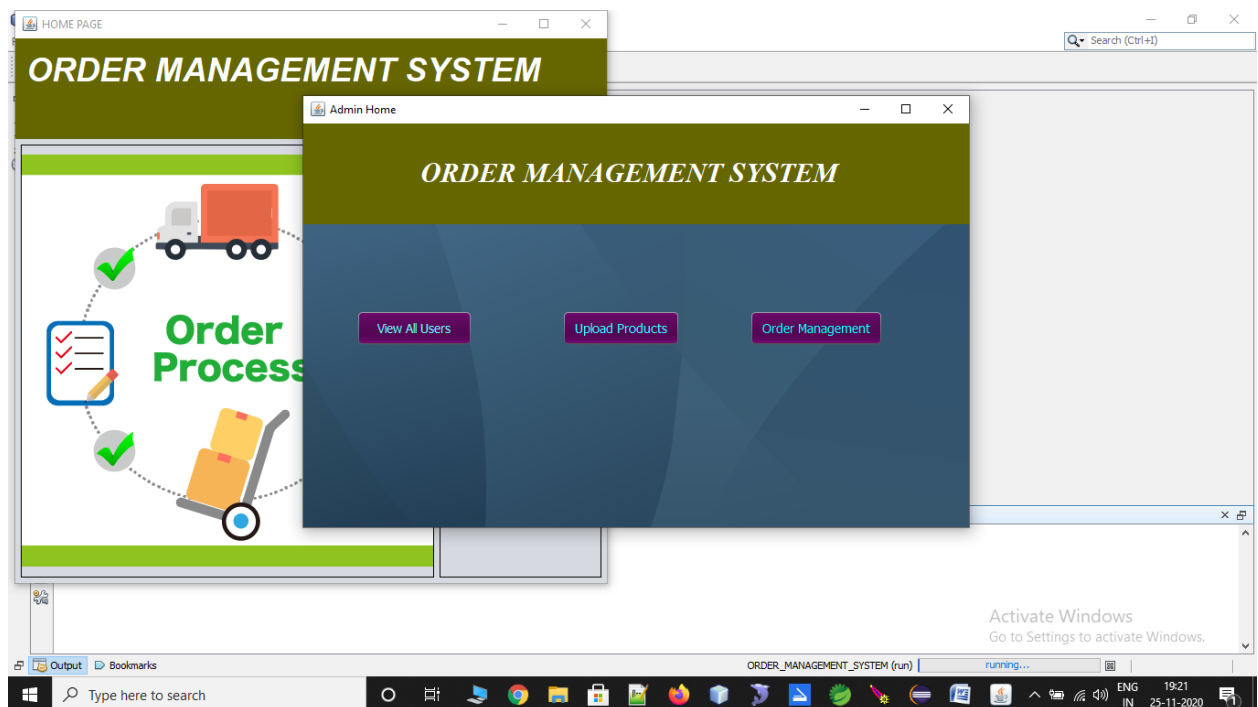 HOME PAGE
Search (Ctrl+I)
ORDER MANAGEMENT SYSTEM
Admin Home
ORDER MANAGEMENT SYSTEM
Order
Process
View All Users
Upload Products
Order Management
Activate Windows
Go to Settings to activate Windows.
Output
Bookmarks
ORDER_MANAGEMENT_SYSTEM (run)
running...
Type here to search
ENG
IN
19:21
25-11-2020
1